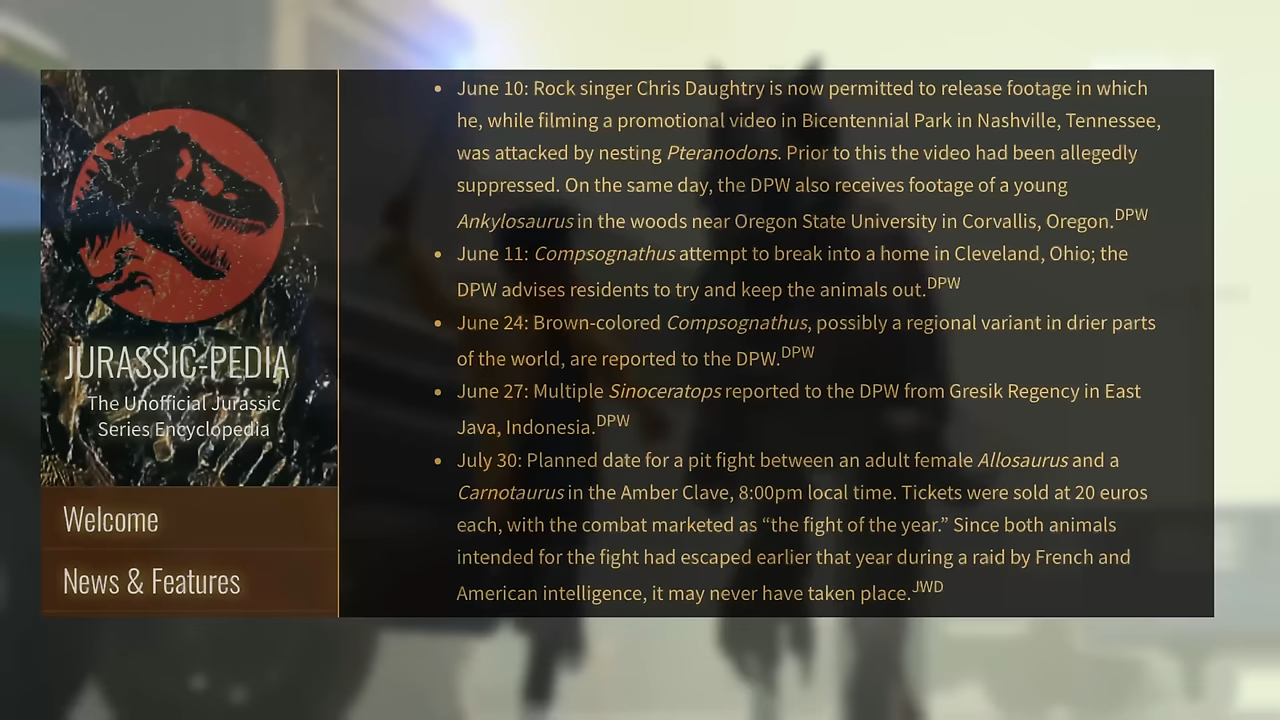 JURASSIC-PEDIA
The Unofficial Jurassic
Series Encyclopedia
Welcome
News & Features
• June 10: Rock singer Chris Daughtry is now permitted to release footage in which
he, while filming a promotional video in Bicentennial Park in Nashville, Tennessee,
was attacked by nesting Pteranodons. Prior to this the video had been allegedly
suppressed. On the same day, the DPW also receives footage of a young
Ankylosaurus in the woods near Oregon State University in Corvallis, Oregon.DPW
• June 11: Compsognathus attempt to break into a home in Cleveland, Ohio; the
DPW advises residents to try and keep the animals out.DPW
• June 24: Brown-colored Compsognathus, possibly a regional variant in drier parts
of the world, are reported to the DPW.DPW
• June 27: Multiple Sinoceratops reported to the DPW from Gresik Regency in East
Java, Indonesia.DPW
• July 30: Planned date for a pit fight between an adult female Allosaurus and a
Carnotaurus in the Amber Clave, 8:00pm local time. Tickets were sold at 20 euros
each, with the combat marketed as “the fight of the year.” Since both animals
intended for the fight had escaped earlier that year during a raid by French and
American intelligence, it may never have taken place.JWD